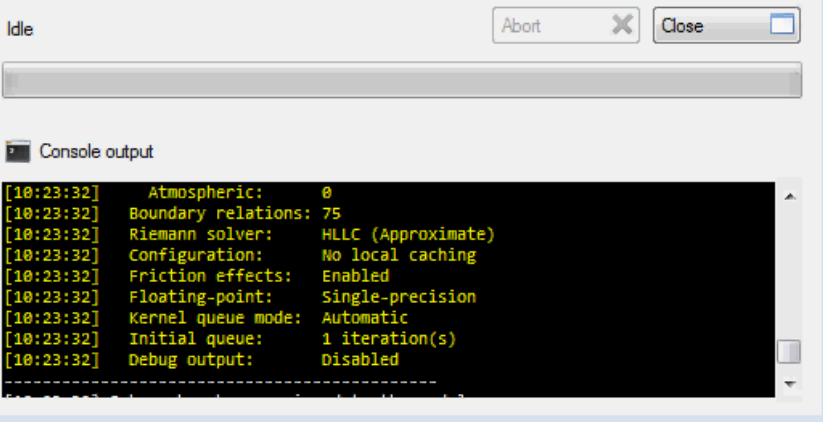 Idle
Abort
Close
Console output
[10:23:32] Atmospheric: 0
[10:23:32] Boundary relations: 75
[10:23:32] Riemann solver: HLLC (Approximate)
[10:23:32] Configuration: No local caching
[10:23:32] Friction effects: Enabled
[10:23:32] Floating-point: Single-precision
[10:23:32] Kernel queue mode: Automatic
[10:23:32] Initial queue: 1 iteration(s)
[10:23:32] Debug output: Disabled
---------------------------------------------